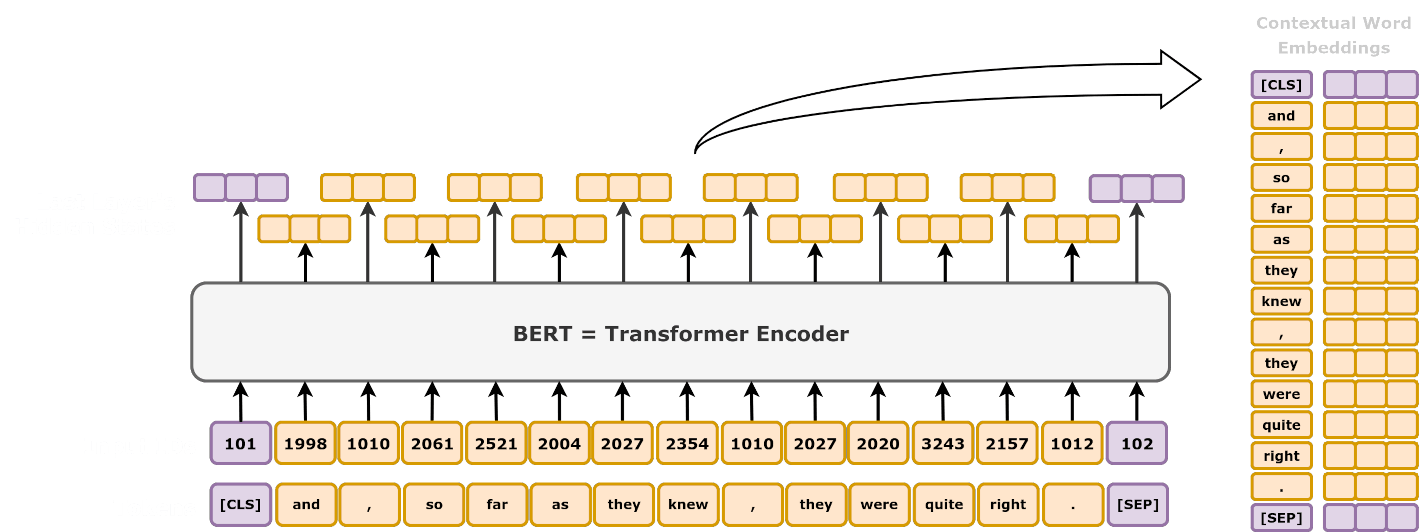 Contextual Word
Embeddings
BERT = Transformer Encoder
101 1998 1010 2061 2521 2004 2027 2354 1010 2027 2020 3243 2157 1012 102
[CLS] and , so far as they knew , they were quite right . [SEP]
[CLS]
and
,
so
far
as
they
knew
,
they
were
quite
right
.
[SEP]